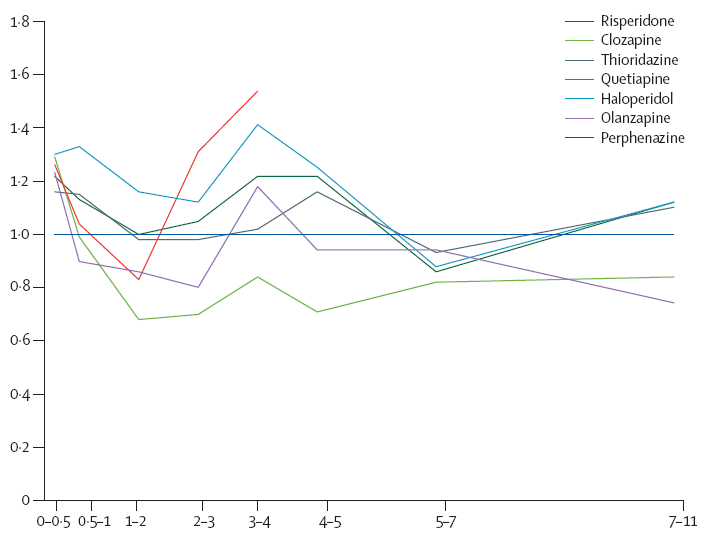 1·8
1·6
1·4
1·2
1·0
0·8
0·6
0·4
0·2
0
0–0·5 0·5–1 1–2 2–3 3–4 4–5 5–7 7–11
Risperidone
Clozapine
Thioridazine
Quetiapine
Haloperidol
Olanzapine
Perphenazine